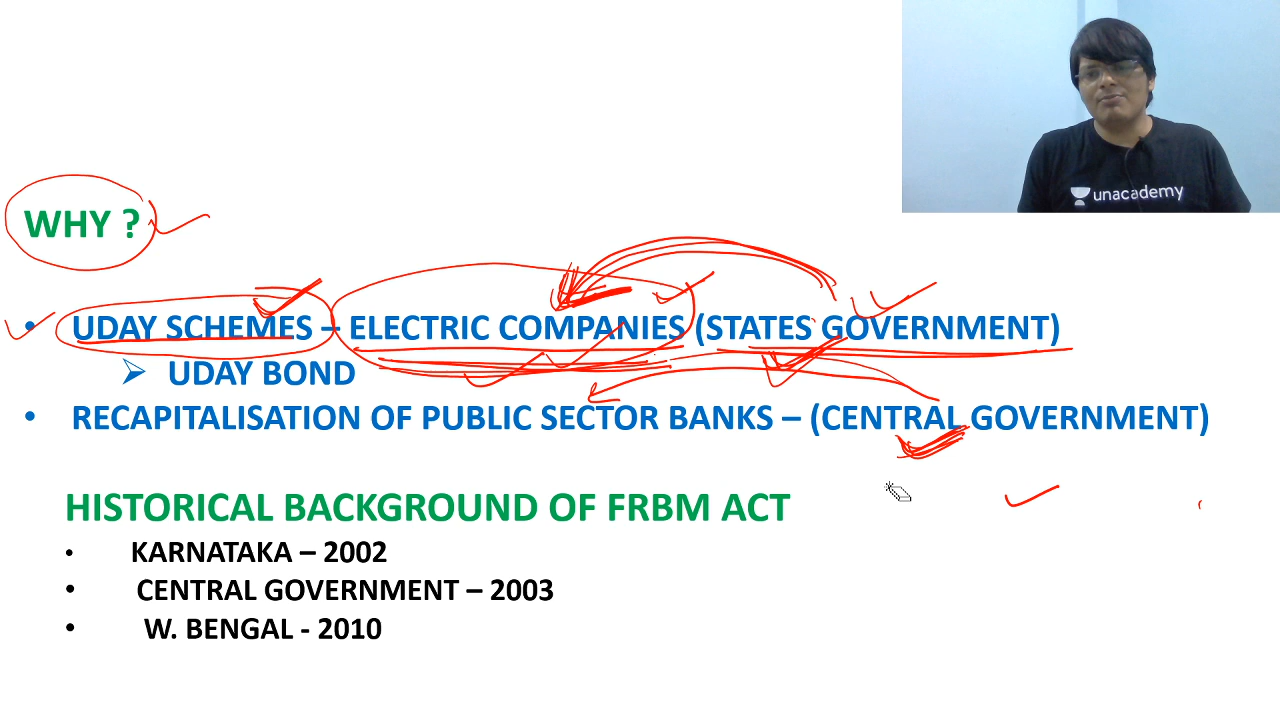 unacademy
WHY ?
• UDAY SCHEMES – ELECTRIC COMPANIES (STATES GOVERNMENT)
➢ UDAY BOND
• RECAPITALISATION OF PUBLIC SECTOR BANKS – (CENTRAL GOVERNMENT)
HISTORICAL BACKGROUND OF FRBM ACT
• KARNATAKA – 2002
• CENTRAL GOVERNMENT – 2003
• W. BENGAL - 2010